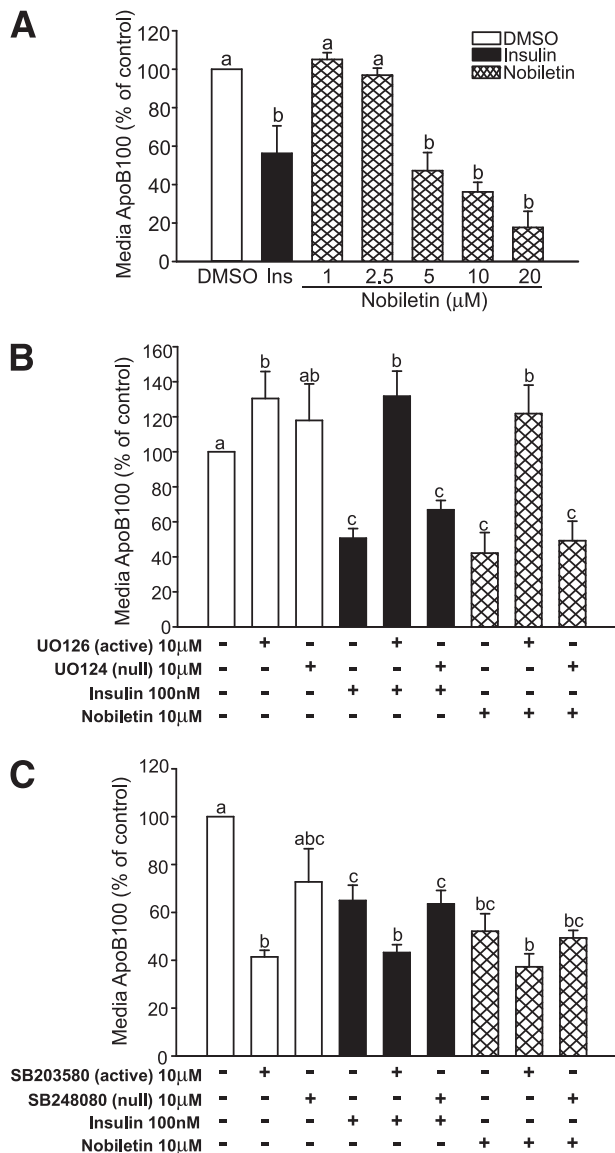 A
Media ApoB100 (% of control)
120
100
80
60
40
20
0
a
b
a
a
b
b
b
DMSO
Insulin
Nobiletin
DMSO Ins 1 2.5 5 10 20
Nobiletin (μM)
B
Media ApoB100 (% of control)
160
140
120
100
80
60
40
20
0
a
b
ab
c
b
c
c
b
c
UO126 (active) 10μM - + - - + - - + -
UO124 (null) 10μM - - + - - + - - +
Insulin 100nM - - - + + + - - -
Nobiletin 10μM - - - - - - + + +
C
Media ApoB100 (% of control)
120
100
80
60
40
20
0
a
b
abc
c
b
c
bc
b
bc
SB203580 (active) 10μM - + - - + - - + -
SB248080 (null) 10μM - - + - - + - - +
Insulin 100nM - - - + + + - - -
Nobiletin 10μM - - - - - - + + +